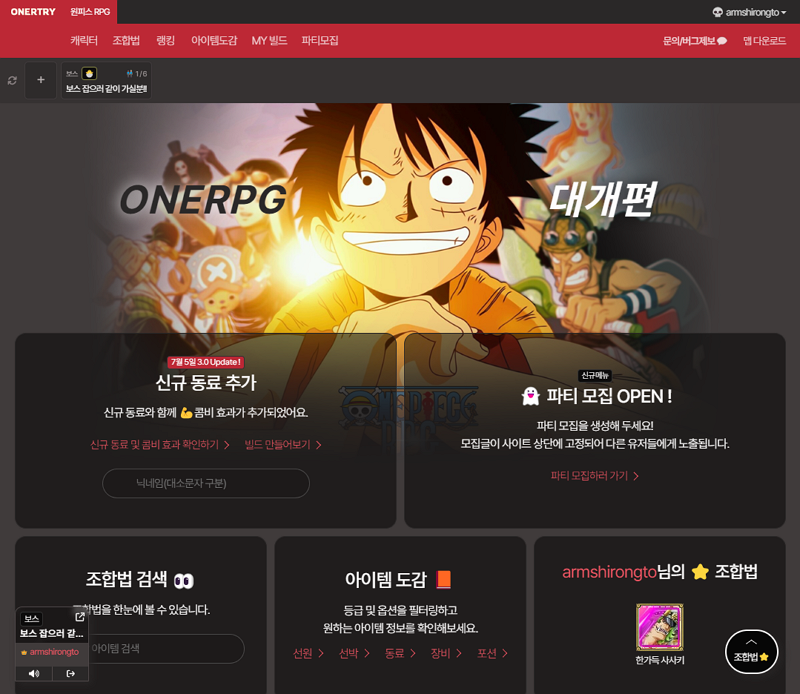 ONERTRY 원피스 RPG armshirongto
캐릭터 조합법 랭킹 아이템도감 MY 빌드 파티모집 문의/버그제보 맵 다운로드
보스 1 / 6
보스 잡으러 같이 가실분!!
ONERPG 대개편
7월 5일 3.0 Update !
신규 동료 추가
신규 동료와 함께 콤비 효과가 추가되었어요.
신규 동료 및 콤비 효과 확인하기 빌드 만들어보기
닉네임(대소문자 구분)
신규메뉴
파티 모집 OPEN !
파티 모집을 생성해 두세요!
모집글이 사이트 상단에 고정되어 다른 유저들에게 노출됩니다.
파티 모집하러 가기
ONE PIECE
조합법 검색
조합법을 한눈에 볼 수 있습니다.
아이템 검색
아이템 도감
등급 및 옵션을 필터링하고
원하는 아이템 정보를 확인해보세요.
선원 선박 동료 장비 포션
armshirongto님의 조합법
한가득 사사키
보스
보스 잡으러 같...
armshirongto
조합법